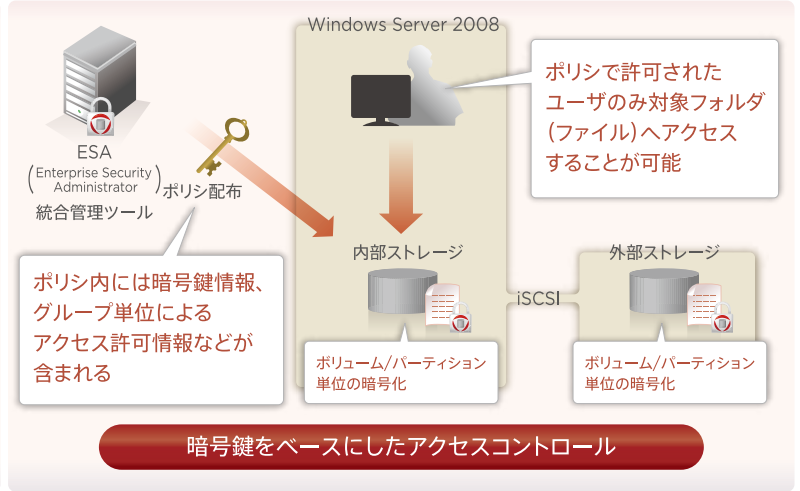 Windows Server 2008
ポリシで許可された
ユーザのみ対象フォルダ
(ファイル)へアクセス
することが可能
ESA
(Enterprise Security
Administrator)
統合管理ツール
ポリシ配布
内部ストレージ
外部ストレージ
iSCSI
ポリシ内には暗号鍵情報、
グループ単位による
アクセス許可情報などが
含まれる
ボリューム/パーティション
単位の暗号化
ボリューム/パーティション
単位の暗号化
暗号鍵をベースにしたアクセスコントロール